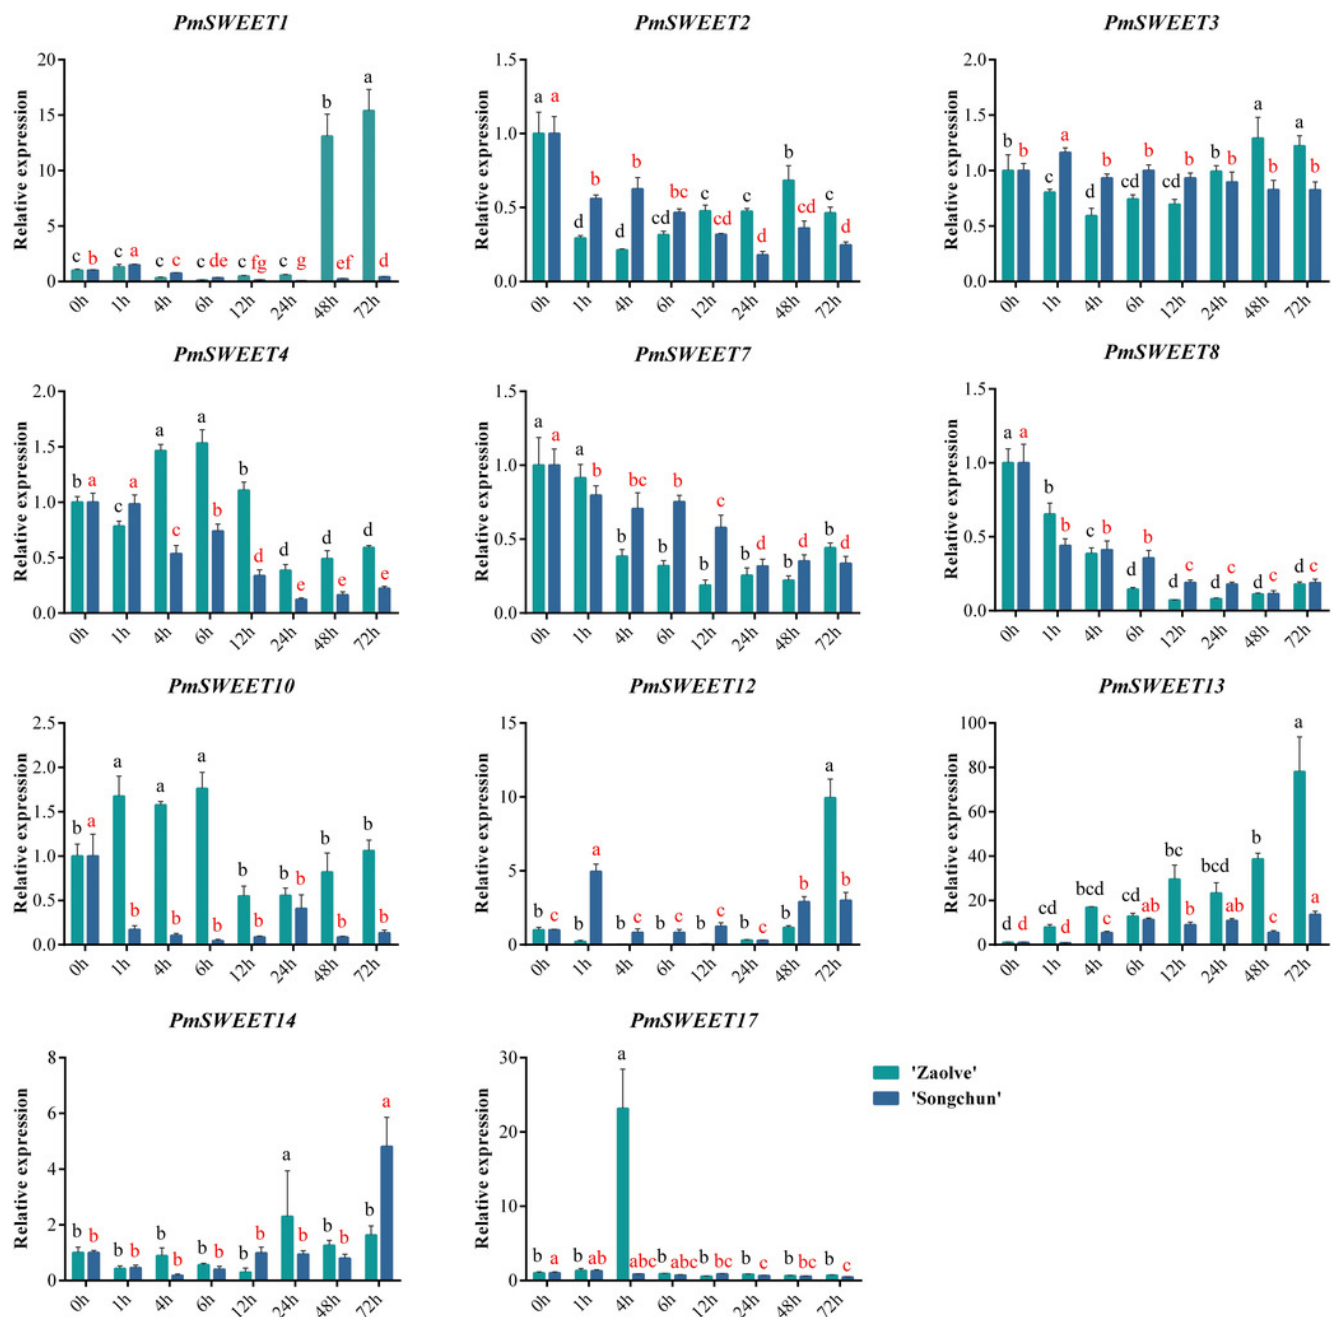 PmSWEET1
Relative expression
20
15
10
5
0
c b c a c c c de c fg c g b ef a d
0h 1h 4h 6h 12h 24h 48h 72h
PmSWEET2
Relative expression
1.5
1.0
0.5
0.0
a a d b d b cd bc c cd c d b cd c d
0h 1h 4h 6h 12h 24h 48h 72h
PmSWEET3
Relative expression
2.0
1.5
1.0
0.5
0.0
b b c a d b cd b cd b b b a b a b
0h 1h 4h 6h 12h 24h 48h 72h
PmSWEET4
Relative expression
2.0
1.5
1.0
0.5
0.0
b a c a a c a b b d d e d e d e
0h 1h 4h 6h 12h 24h 48h 72h
PmSWEET7
Relative expression
1.5
1.0
0.5
0.0
a a a b b bc b b b c b d b d b d
0h 1h 4h 6h 12h 24h 48h 72h
PmSWEET8
Relative expression
1.5
1.0
0.5
0.0
a a b b c b d b d c d c d c d c
0h 1h 4h 6h 12h 24h 48h 72h
PmSWEET10
Relative expression
2.5
2.0
1.5
1.0
0.5
0.0
b a a b a b a b b b b b b b b b
0h 1h 4h 6h 12h 24h 48h 72h
PmSWEET12
Relative expression
15
10
5
0
b c b a b c b c b c b c b b a b
0h 1h 4h 6h 12h 24h 48h 72h
PmSWEET13
Relative expression
100
80
60
40
20
0
d d cd d bcd c bcd ab bc b bcd ab b c a a
0h 1h 4h 6h 12h 24h 48h 72h
PmSWEET14
Relative expression
8
6
4
2
0
b b b b b b b b b b a b b b b a
0h 1h 4h 6h 12h 24h 48h 72h
PmSWEET17
Relative expression
30
20
10
0
b a b ab a abc b abc b bc b c b bc b c
0h 1h 4h 6h 12h 24h 48h 72h
'Zaolve'
'Songchun'